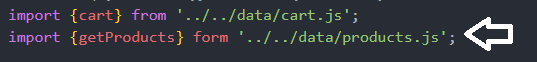 import {cart} from '../../data/cart.js';
import {getProducts} form '../../data/products.js';